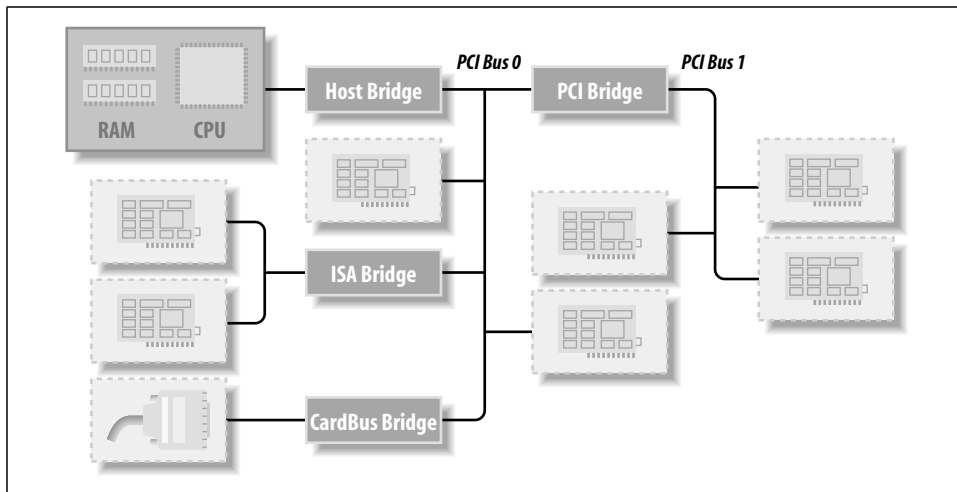 PCI Bus 0
PCI Bus 1
Host Bridge
PCI Bridge
RAM
CPU
ISA Bridge
CardBus Bridge